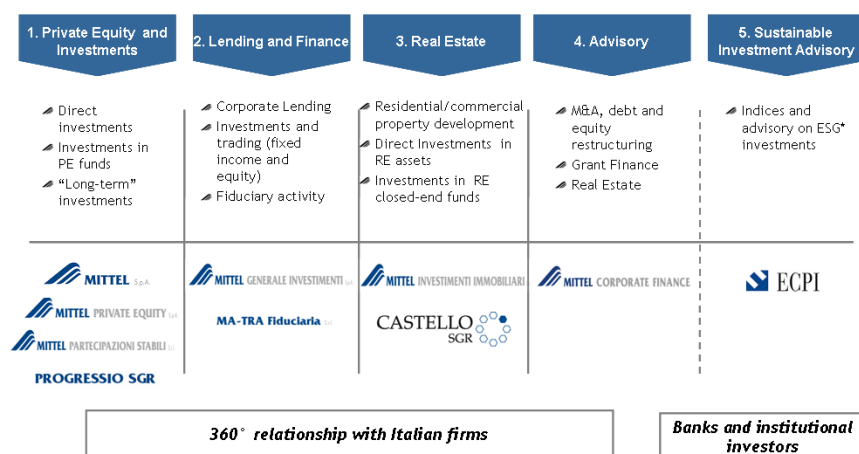 1. Private Equity and
Investments
2. Lending and Finance
3. Real Estate
4. Advisory
5. Sustainable
Investment Advisory
Direct
investments
Investments in
PE funds
“Long-term”
investments
Corporate Lending
Investments and
trading (fixed
income and
equity)
Fiduciary activity
Residential/commercial
property development
Direct Investments in
RE assets
Investments in RE
closed-end funds
M&A, debt and
equity
restructuring
Grant Finance
Real Estate
Indices and
advisory on ESG*
investments
MITTEL S.p.A.
MITTEL PRIVATE EQUITY
MITTEL PARTECIPAZIONI STABILI
PROGRESSIO SGR
MITTEL GENERALE INVESTIMENTI
MA-TRA Fiduciaria
MITTEL INVESTIMENTI IMMOBILIARI
CASTELLO
SGR
MITTEL CORPORATE FINANCE
ECPI
360° relationship with Italian firms
Banks and institutional
investors